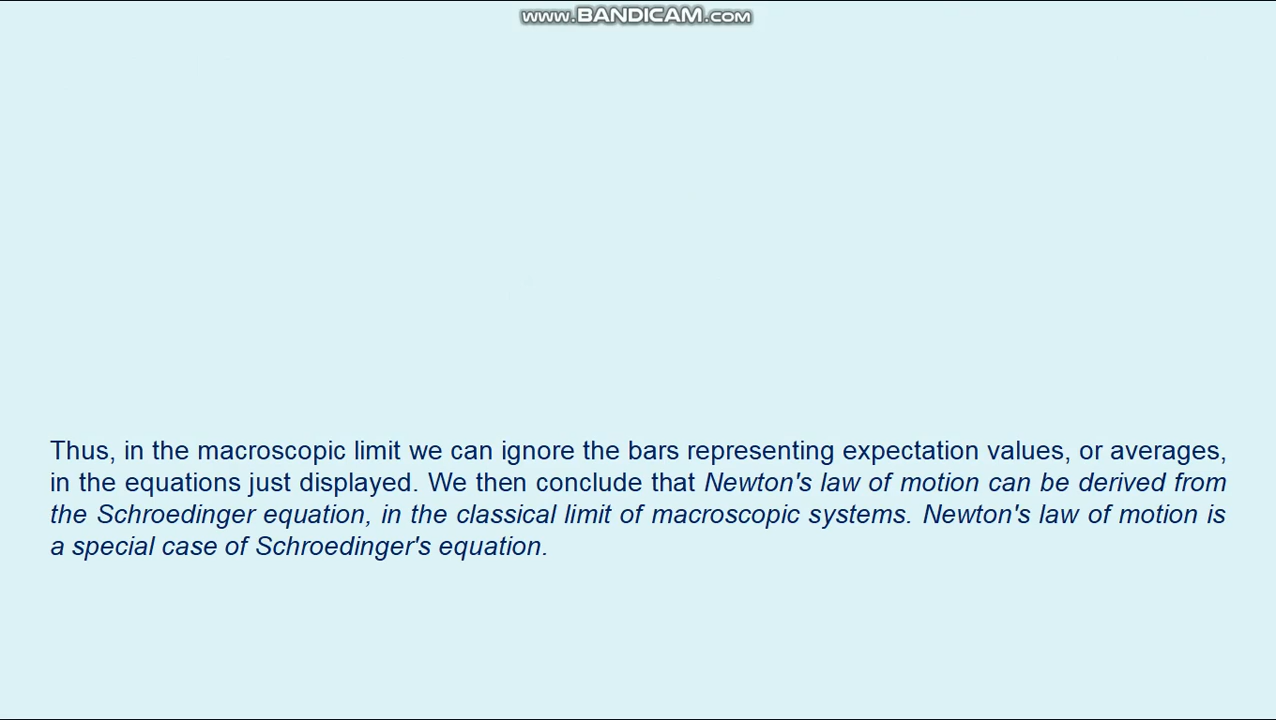 www.BANDICAM.com
Thus, in the macroscopic limit we can ignore the bars representing expectation values, or averages,
in the equations just displayed. We then conclude that Newton's law of motion can be derived from
the Schroedinger equation, in the classical limit of macroscopic systems. Newton's law of motion is
a special case of Schroedinger's equation.